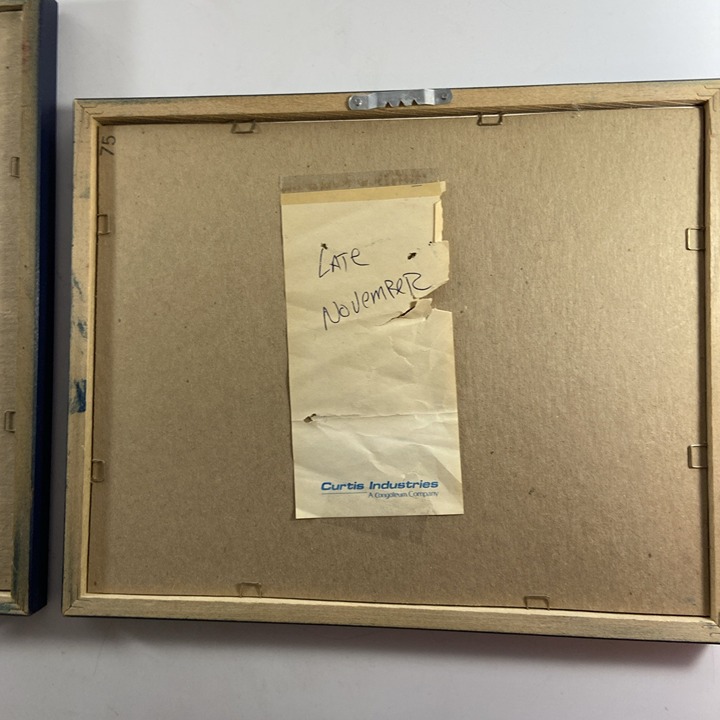 75
LATe
NOVemBeR
Curtis Industries
A Congoleum Company